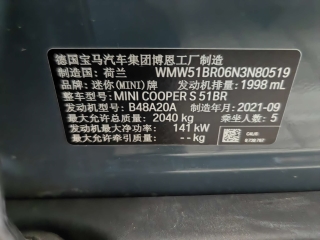 德国宝马汽车集团博恩工厂制造
制造国：荷兰 WMW51BR06N3N80519
品牌：迷你(MINI)牌 发动机排量：1998 mL
整车型号：MINI COOPER S 51BR
发动机型号：B48A20A 制造年月：2021-09
最大允许总质量：2040 kg 乘坐人数：5
发动机最大净功率：141 kW
最大允许牵引质量：-- kg